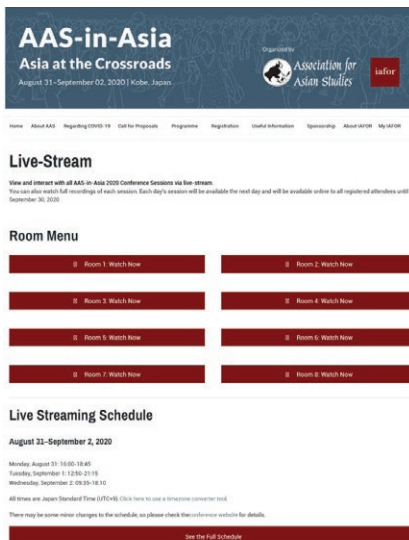 AAS-in-Asia
Asia at the Crossroads
August 31–September 02, 2020 | Kobe, Japan
Organized by
Association for
Asian Studies
iafor
Home About AAS Regarding COVID-19 Call for Proposals Programme Registration Useful Information Sponsorship About IAFOR My IAFOR
Live-Stream
View and interact with all AAS-in-Asia 2020 Conference Sessions via live-stream.
You can also watch full recordings of each session. Each day's session will be available the next day and will be available online to all registered attendees until
September 30, 2020
Room Menu
Room 1: Watch Now
Room 2: Watch Now
Room 3: Watch Now
Room 4: Watch Now
Room 5: Watch Now
Room 6: Watch Now
Room 7: Watch Now
Room 8: Watch Now
Live Streaming Schedule
August 31–September 2, 2020
Monday, August 31: 16:00-18:45
Tuesday, September 1: 12:50-21:15
Wednesday, September 2: 09:35-18:10
All times are Japan Standard Time (UTC+9) Click here to use a timezone converter tool.
There may be some minor changes to the schedule, so please check the conference website for details.
See the Full Schedule